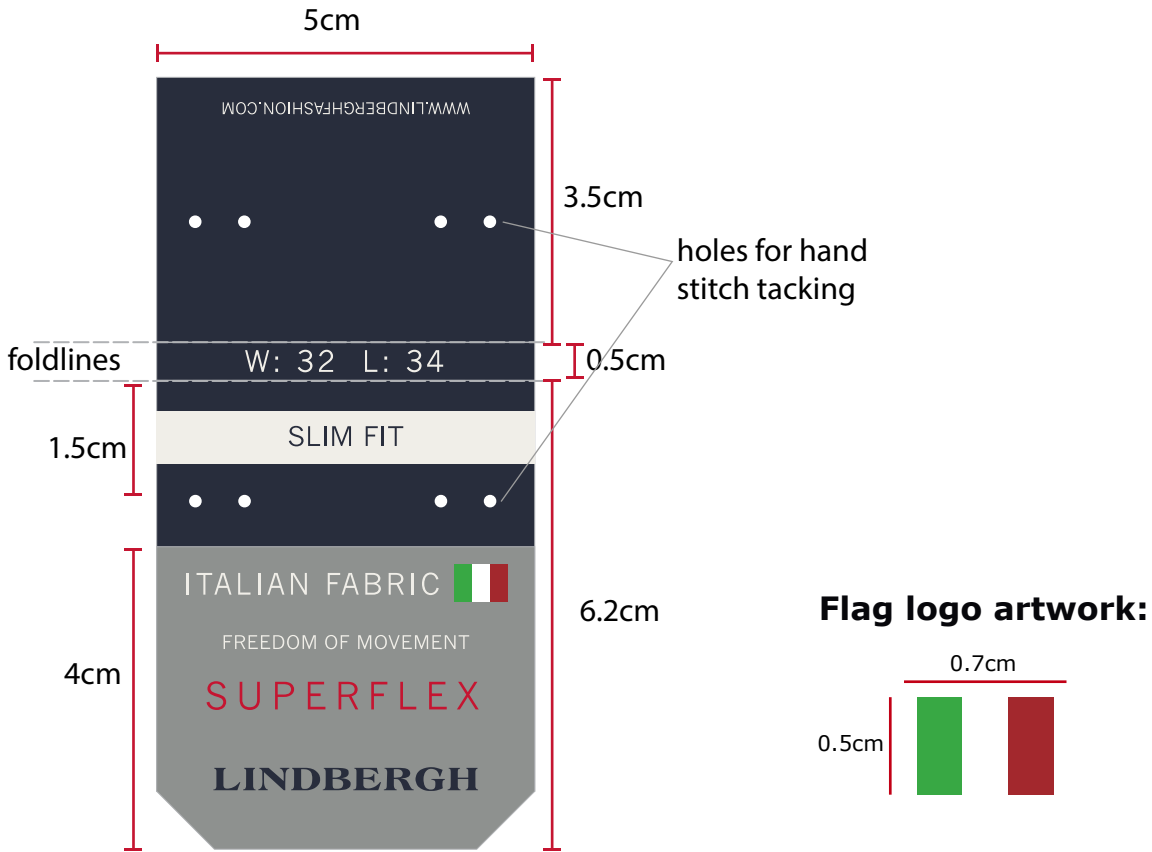 5cm
WWW.LINDBERGHFASHION.COM
3.5cm
holes for hand
stitch tacking
foldlines
W: 32 L: 34
0.5cm
SLIM FIT
1.5cm
ITALIAN FABRIC
6.2cm
FREEDOM OF MOVEMENT
4cm
SUPERFLEX
LINDBERGH
Flag logo artwork:
0.7cm
0.5cm